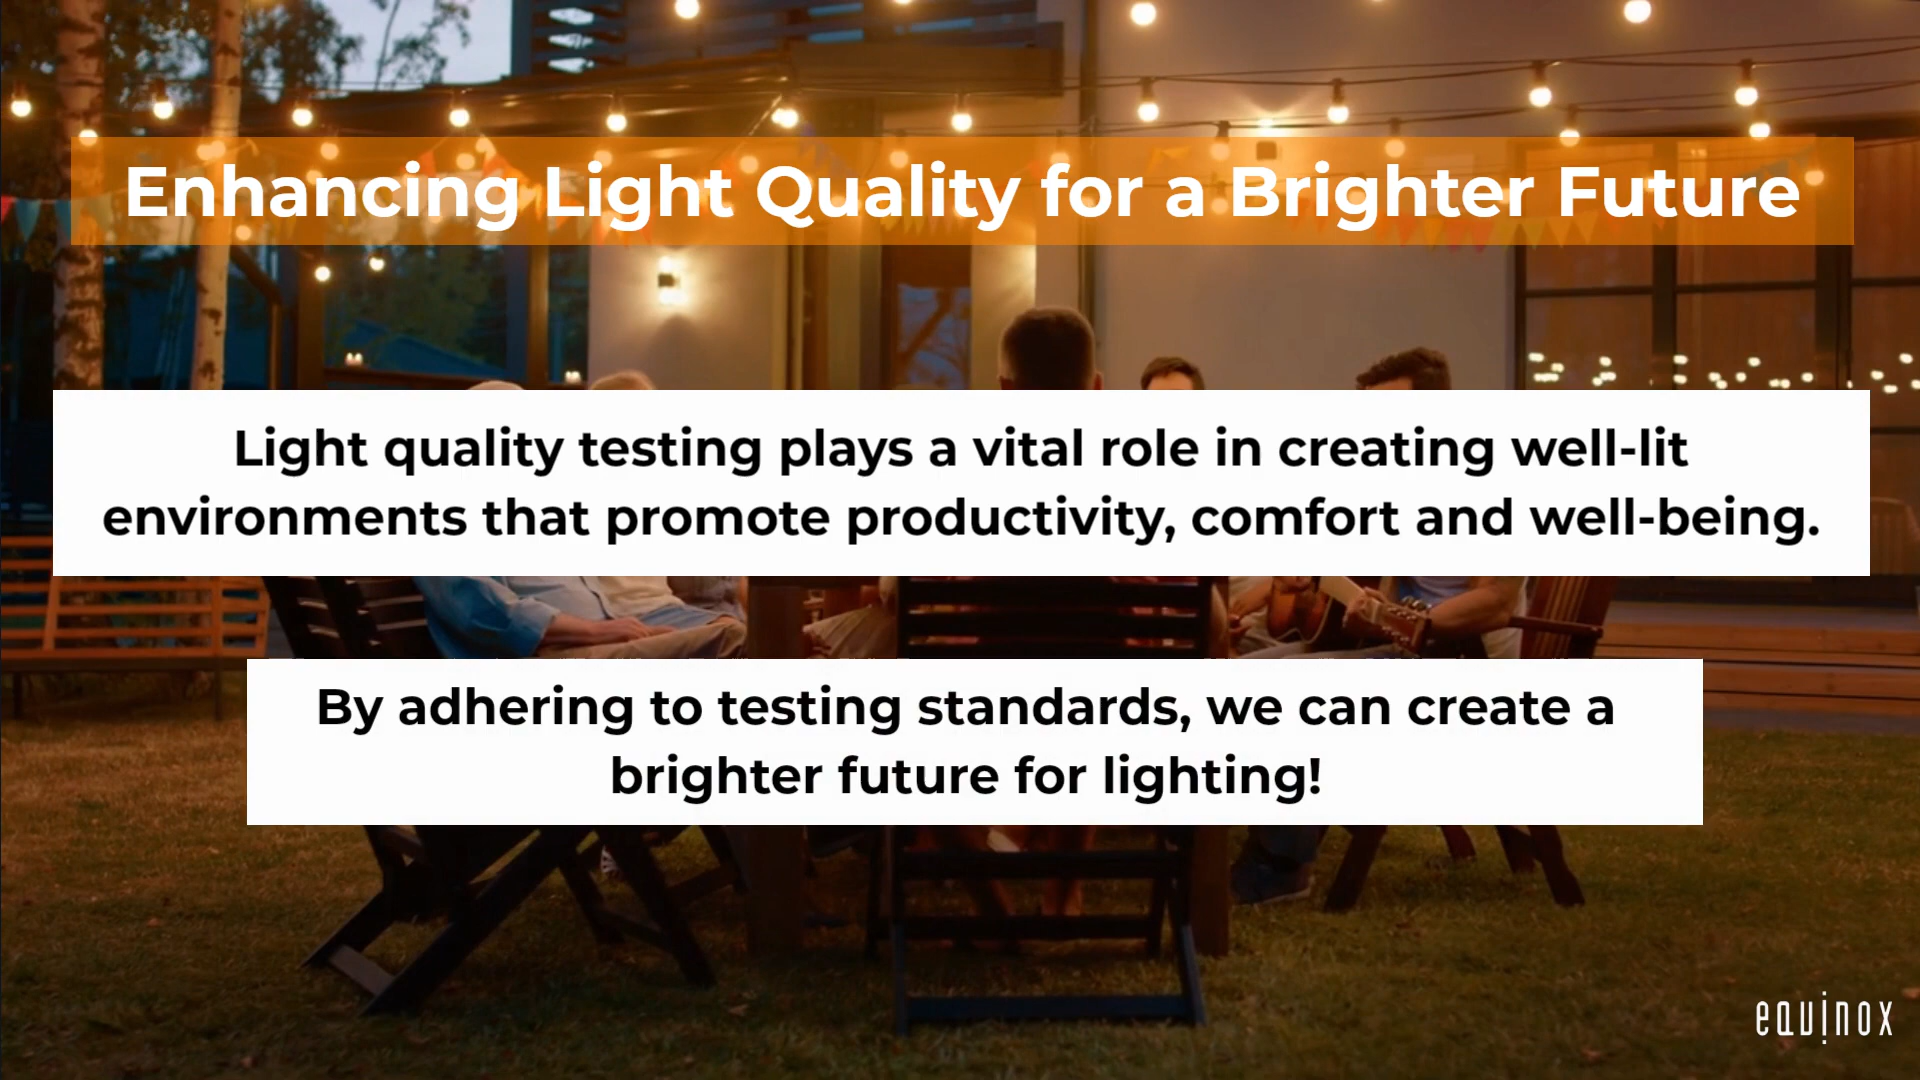 Enhancing Light Quality for a Brighter Future
Light quality testing plays a vital role in creating well-lit
environments that promote productivity, comfort and well-being.
By adhering to testing standards, we can create a
brighter future for lighting!
equinox